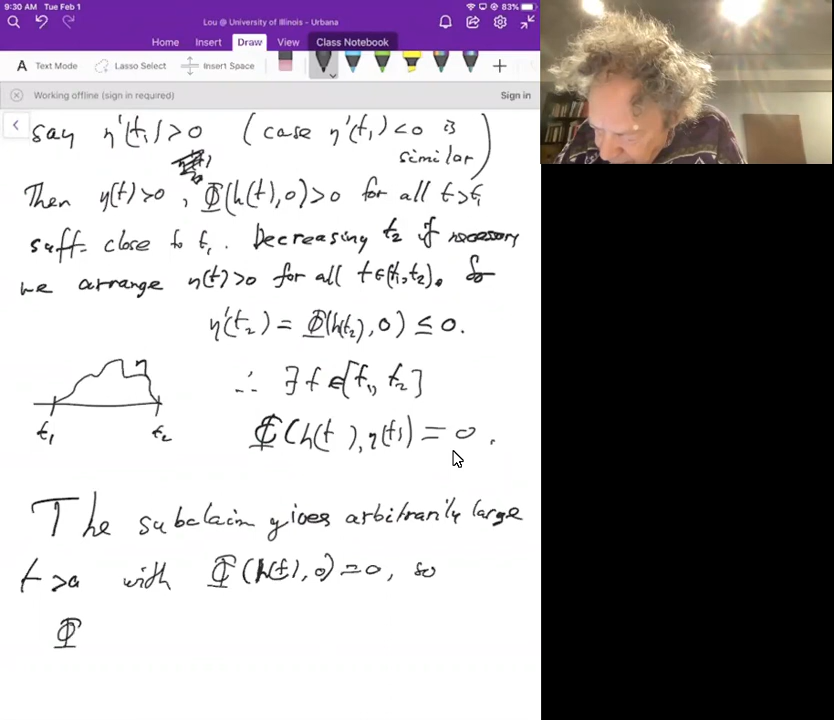 9:30 AM Tue Feb 1
Lou @ University of Illinois - Urbana
83%
Home Insert Draw View Class Notebook
A Text Mode Lasso Select Insert Space
Working offline (sign in required) Sign in
say η'(t₁) > 0 (case η'(t₁) < 0 is
similar)
Then η(t) > 0, Φ(h(t), 0) > 0 for all t > t₁
suff. close to t₁. Decreasing t₂ if necessary
we arrange η(t) > 0 for all t ∈ (t₁, t₂). So
η'(t₂) = Φ(h(t₂), 0) ≤ 0.
η
∴ ∃ t ∈ [t₁, t₂]
t₁ t₂
Φ(h(t), η(t)) = 0.
The subclaim gives arbitrarily large
t > a with Φ(h(t), 0) = 0, so
Φ